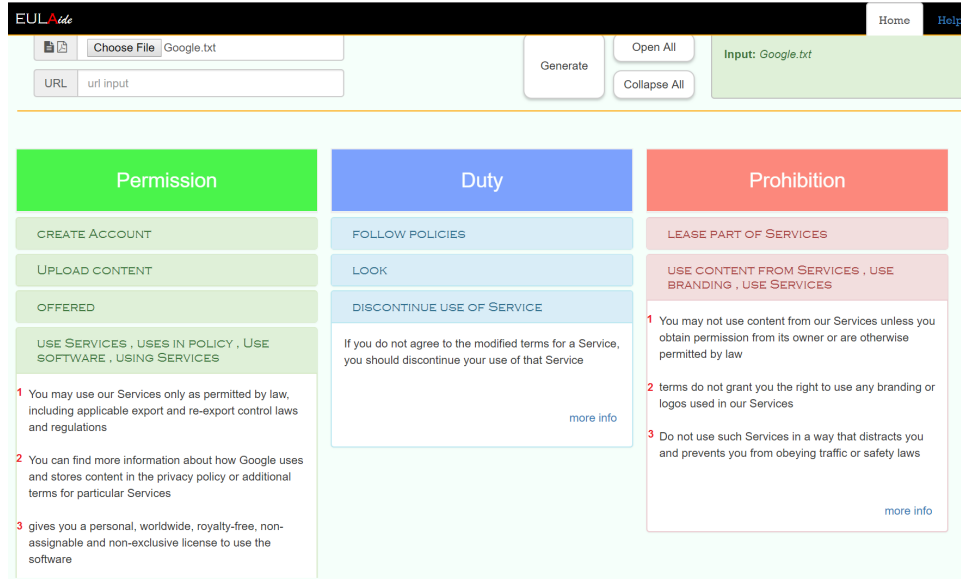 EULAide
Home
Help
Choose File Google.txt
URL url input
Generate
Open All
Collapse All
Input: Google.txt
Permission
CREATE ACCOUNT
UPLOAD CONTENT
OFFERED
USE SERVICES , USES IN POLICY , USE
SOFTWARE , USING SERVICES
1 You may use our Services only as permitted by law,
including applicable export and re-export control laws
and regulations
2 You can find more information about how Google uses
and stores content in the privacy policy or additional
terms for particular Services
3 gives you a personal, worldwide, royalty-free, non-
assignable and non-exclusive license to use the
software
Duty
FOLLOW POLICIES
LOOK
DISCONTINUE USE OF SERVICE
If you do not agree to the modified terms for a Service,
you should discontinue your use of that Service
more info
Prohibition
LEASE PART OF SERVICES
USE CONTENT FROM SERVICES , USE
BRANDING , USE SERVICES
1 You may not use content from our Services unless you
obtain permission from its owner or are otherwise
permitted by law
2 terms do not grant you the right to use any branding or
logos used in our Services
3 Do not use such Services in a way that distracts you
and prevents you from obeying traffic or safety laws
more info